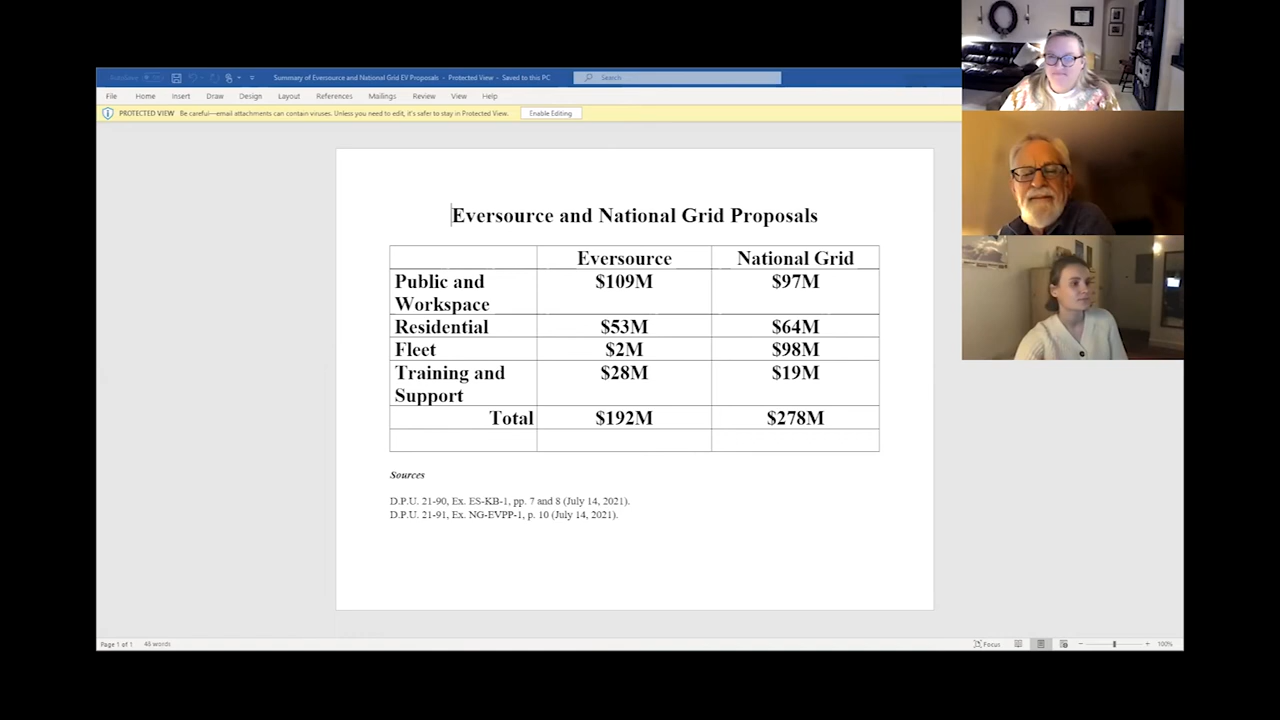 AutoSave
Summary of Eversource and National Grid EV Proposals - Protected View - Saved to this PC
Search
File Home Insert Draw Design Layout References Mailings Review View Help
PROTECTED VIEW Be careful—email attachments can contain viruses. Unless you need to edit, it's safer to stay in Protected View. Enable Editing
Eversource and National Grid Proposals
Eversource National Grid
Public and $109M $97M
Workspace
Residential $53M $64M
Fleet $2M $98M
Training and $28M $19M
Support
Total $192M $278M
Sources
D.P.U. 21-90, Ex. ES-KB-1, pp. 7 and 8 (July 14, 2021).
D.P.U. 21-91, Ex. NG-EVPP-1, p. 10 (July 14, 2021).
Page 1 of 1 48 words Focus 100%